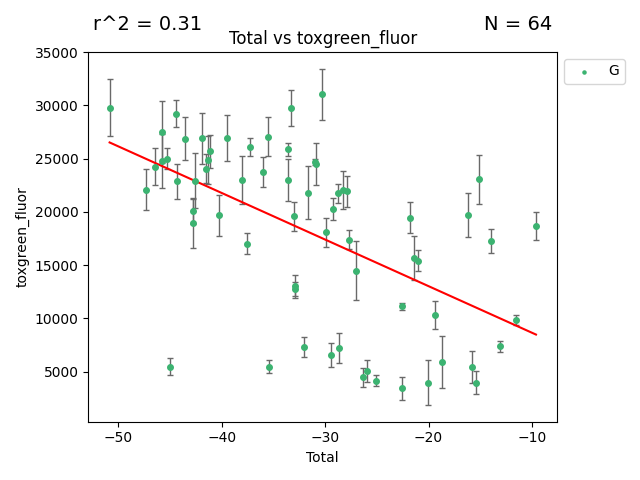 r^2 = 0.31
N = 64
Total vs toxgreen_fluor
G
35000
30000
25000
20000
15000
10000
5000
toxgreen_fluor
−50
−40
−30
−20
−10
Total